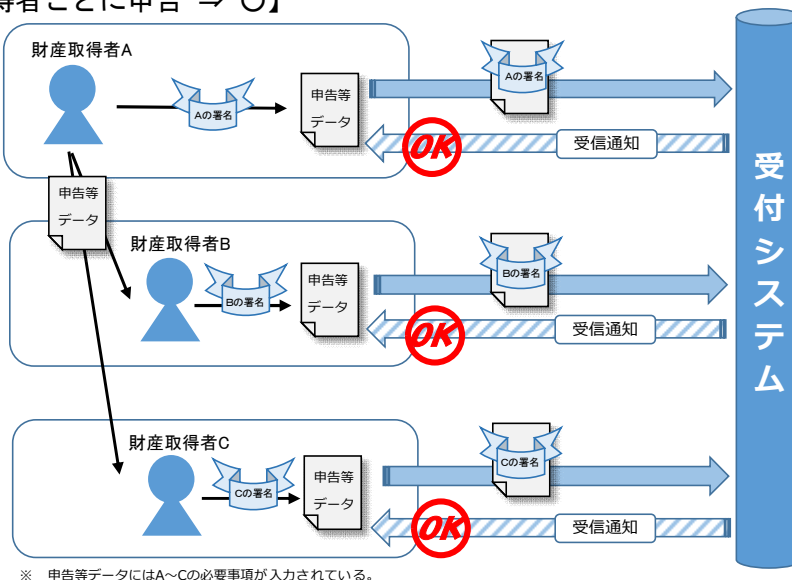 得者ごとに申告 ⇒ 〇】
財産取得者A
Aの署名
申告等
データ
Aの署名
OK
受信通知
申告等
データ
財産取得者B
Bの署名
申告等
データ
Bの署名
OK
受信通知
財産取得者C
Cの署名
申告等
データ
Cの署名
OK
受信通知
受付システム
※ 申告等データにはA～Cの必要事項が入力されている。